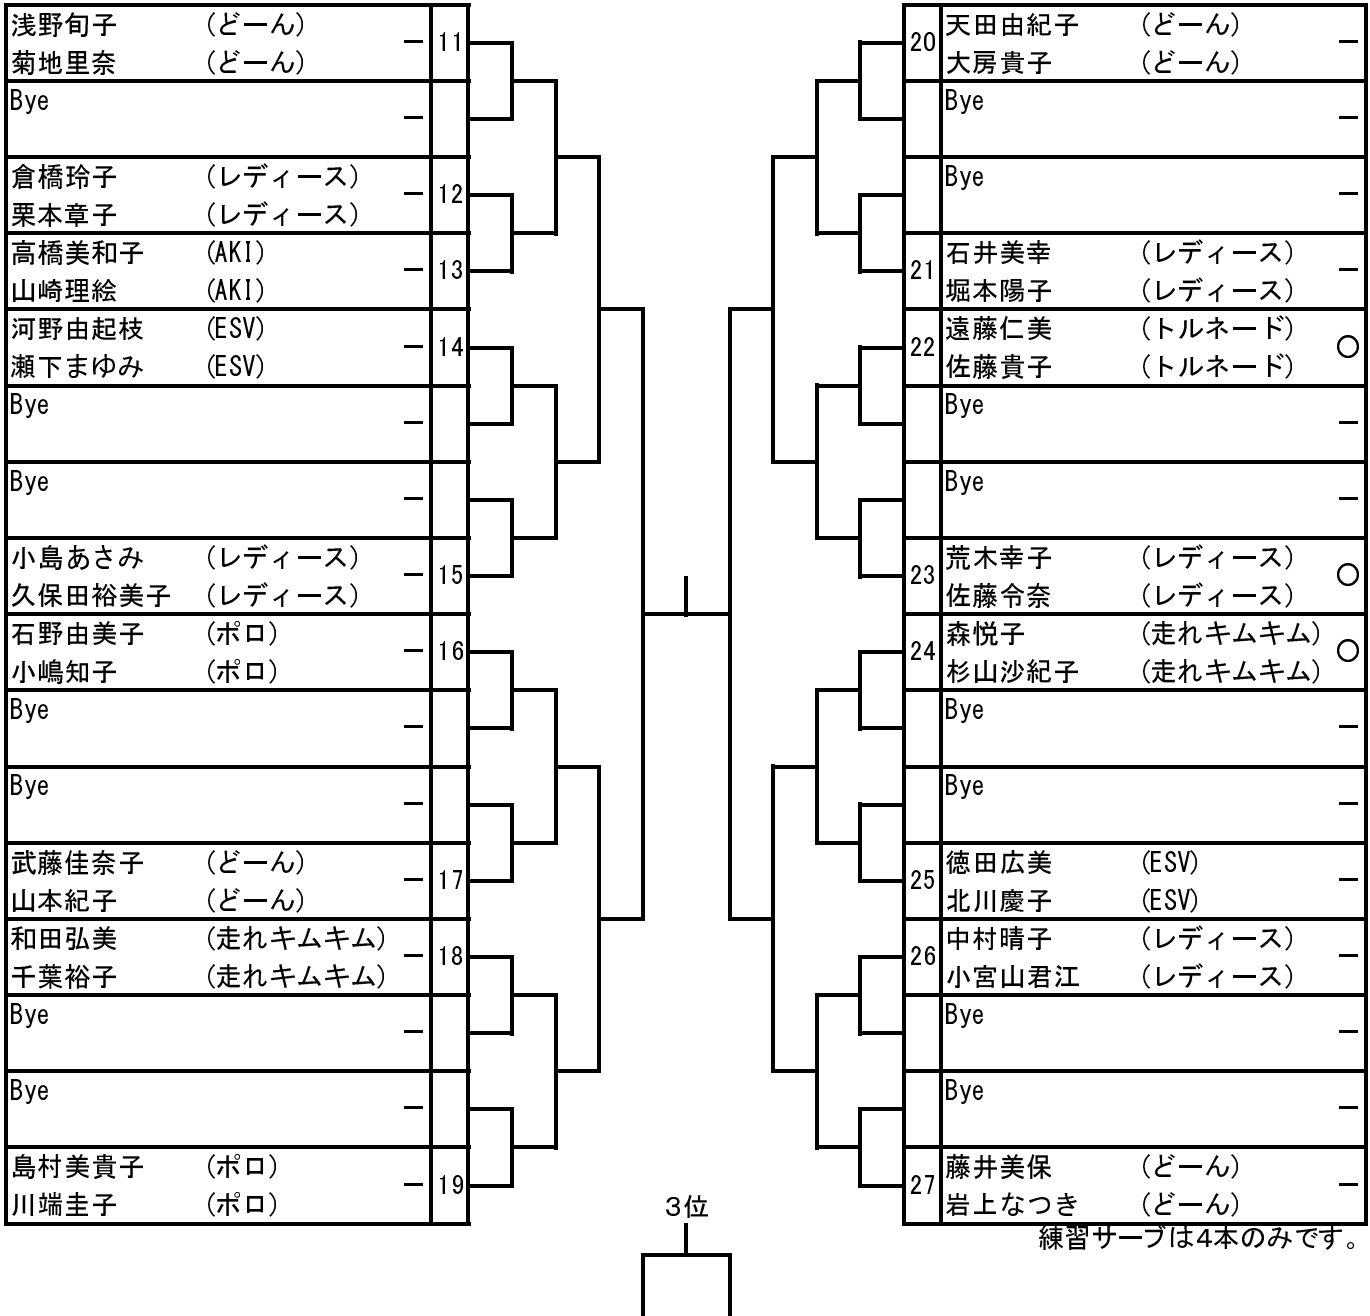 浅野旬子 (どーん)
菊地里奈 (どーん)
― 11
Bye ―
倉橋玲子 (レディース)
栗本章子 (レディース)
― 12
高橋美和子 (AKI)
山崎理絵 (AKI)
― 13
河野由起枝 (ESV)
瀬下まゆみ (ESV)
― 14
Bye ―
Bye ―
小島あさみ (レディース)
久保田裕美子 (レディース)
― 15
石野由美子 (ポロ)
小嶋知子 (ポロ)
― 16
Bye ―
Bye ―
武藤佳奈子 (どーん)
山本紀子 (どーん)
― 17
和田弘美 (走れキムキム)
千葉裕子 (走れキムキム)
― 18
Bye ―
Bye ―
島村美貴子 (ポロ)
川端圭子 (ポロ)
― 19
20 天田由紀子 (どーん)
大房貴子 (どーん)
―
Bye ―
Bye ―
21 石井美幸 (レディース)
堀本陽子 (レディース)
―
22 遠藤仁美 (トルネード)
佐藤貴子 (トルネード)
○
Bye ―
Bye ―
23 荒木幸子 (レディース)
佐藤令奈 (レディース)
○
24 森悦子 (走れキムキム)
杉山沙紀子 (走れキムキム)
○
Bye ―
Bye ―
25 徳田広美 (ESV)
北川慶子 (ESV)
―
26 中村晴子 (レディース)
小宮山君江 (レディース)
―
Bye ―
Bye ―
27 藤井美保 (どーん)
岩上なつき (どーん)
―
3位
練習サーブは4本のみです。